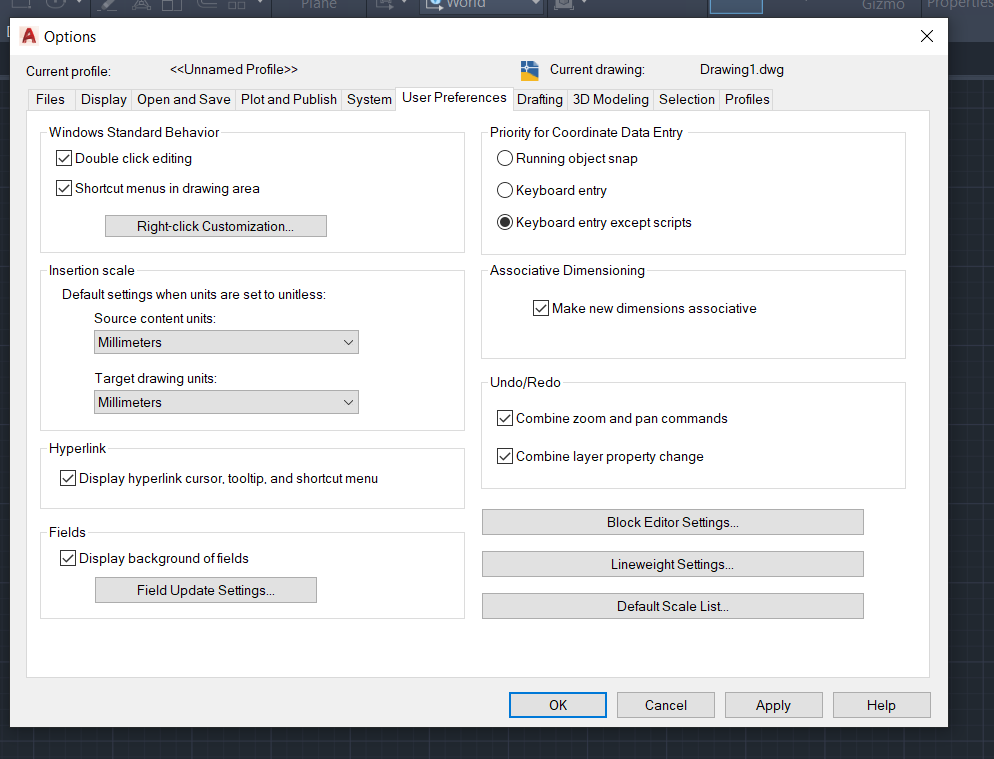 Plane
World
Gizmo
Properties
Options
Current profile:
<<Unnamed Profile>>
Current drawing:
Drawing1.dwg
Files
Display
Open and Save
Plot and Publish
System
User Preferences
Drafting
3D Modeling
Selection
Profiles
Windows Standard Behavior
Double click editing
Shortcut menus in drawing area
Right-click Customization...
Insertion scale
Default settings when units are set to unitless:
Source content units:
Millimeters
Target drawing units:
Millimeters
Hyperlink
Display hyperlink cursor, tooltip, and shortcut menu
Fields
Display background of fields
Field Update Settings...
Priority for Coordinate Data Entry
Running object snap
Keyboard entry
Keyboard entry except scripts
Associative Dimensioning
Make new dimensions associative
Undo/Redo
Combine zoom and pan commands
Combine layer property change
Block Editor Settings...
Lineweight Settings...
Default Scale List...
OK
Cancel
Apply
Help